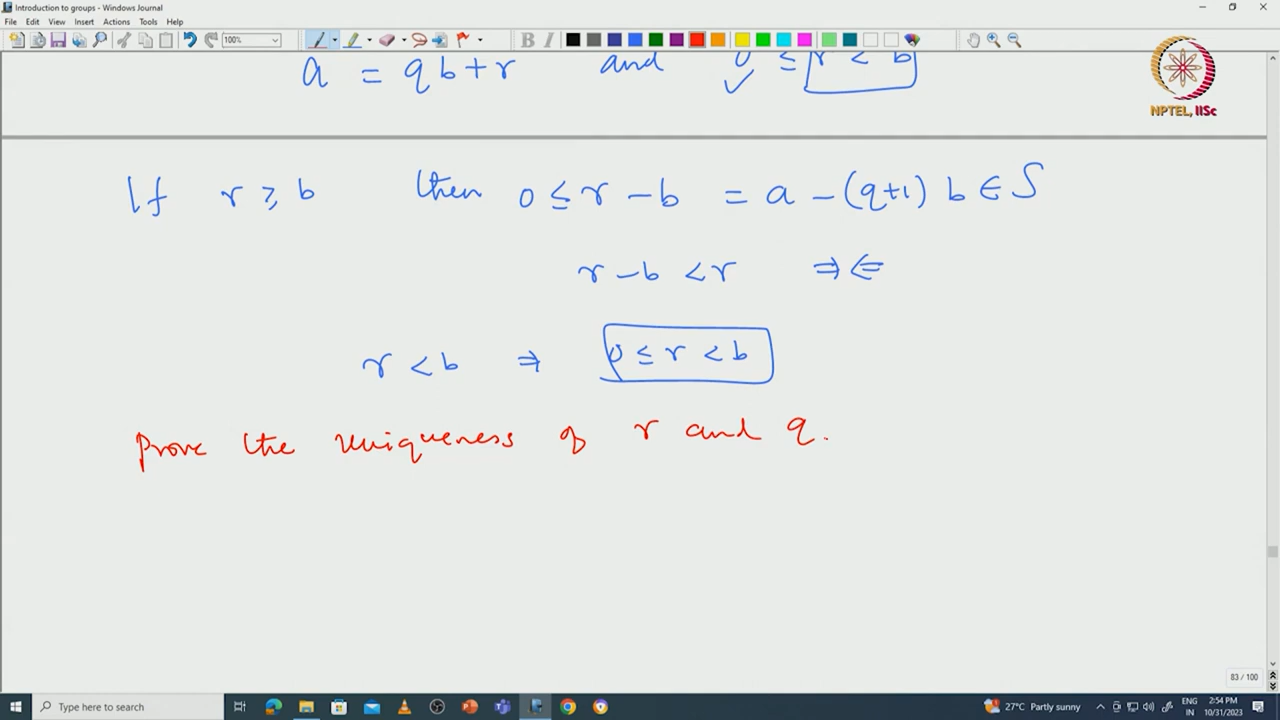 Introduction to groups - Windows Journal
File Edit View Insert Actions Tools Help
100%
a = qb + r and 0 ≤ r < b
NPTEL, IISc
If r ≥ b then 0 ≤ r - b = a - (q+1) b ∈ S
r - b < r ⇒⇐
r < b ⇒ 0 ≤ r < b
Prove the uniqueness of r and q.
83 / 100
Type here to search
27°C Partly sunny
ENG
IN
2:54 PM
10/31/2023